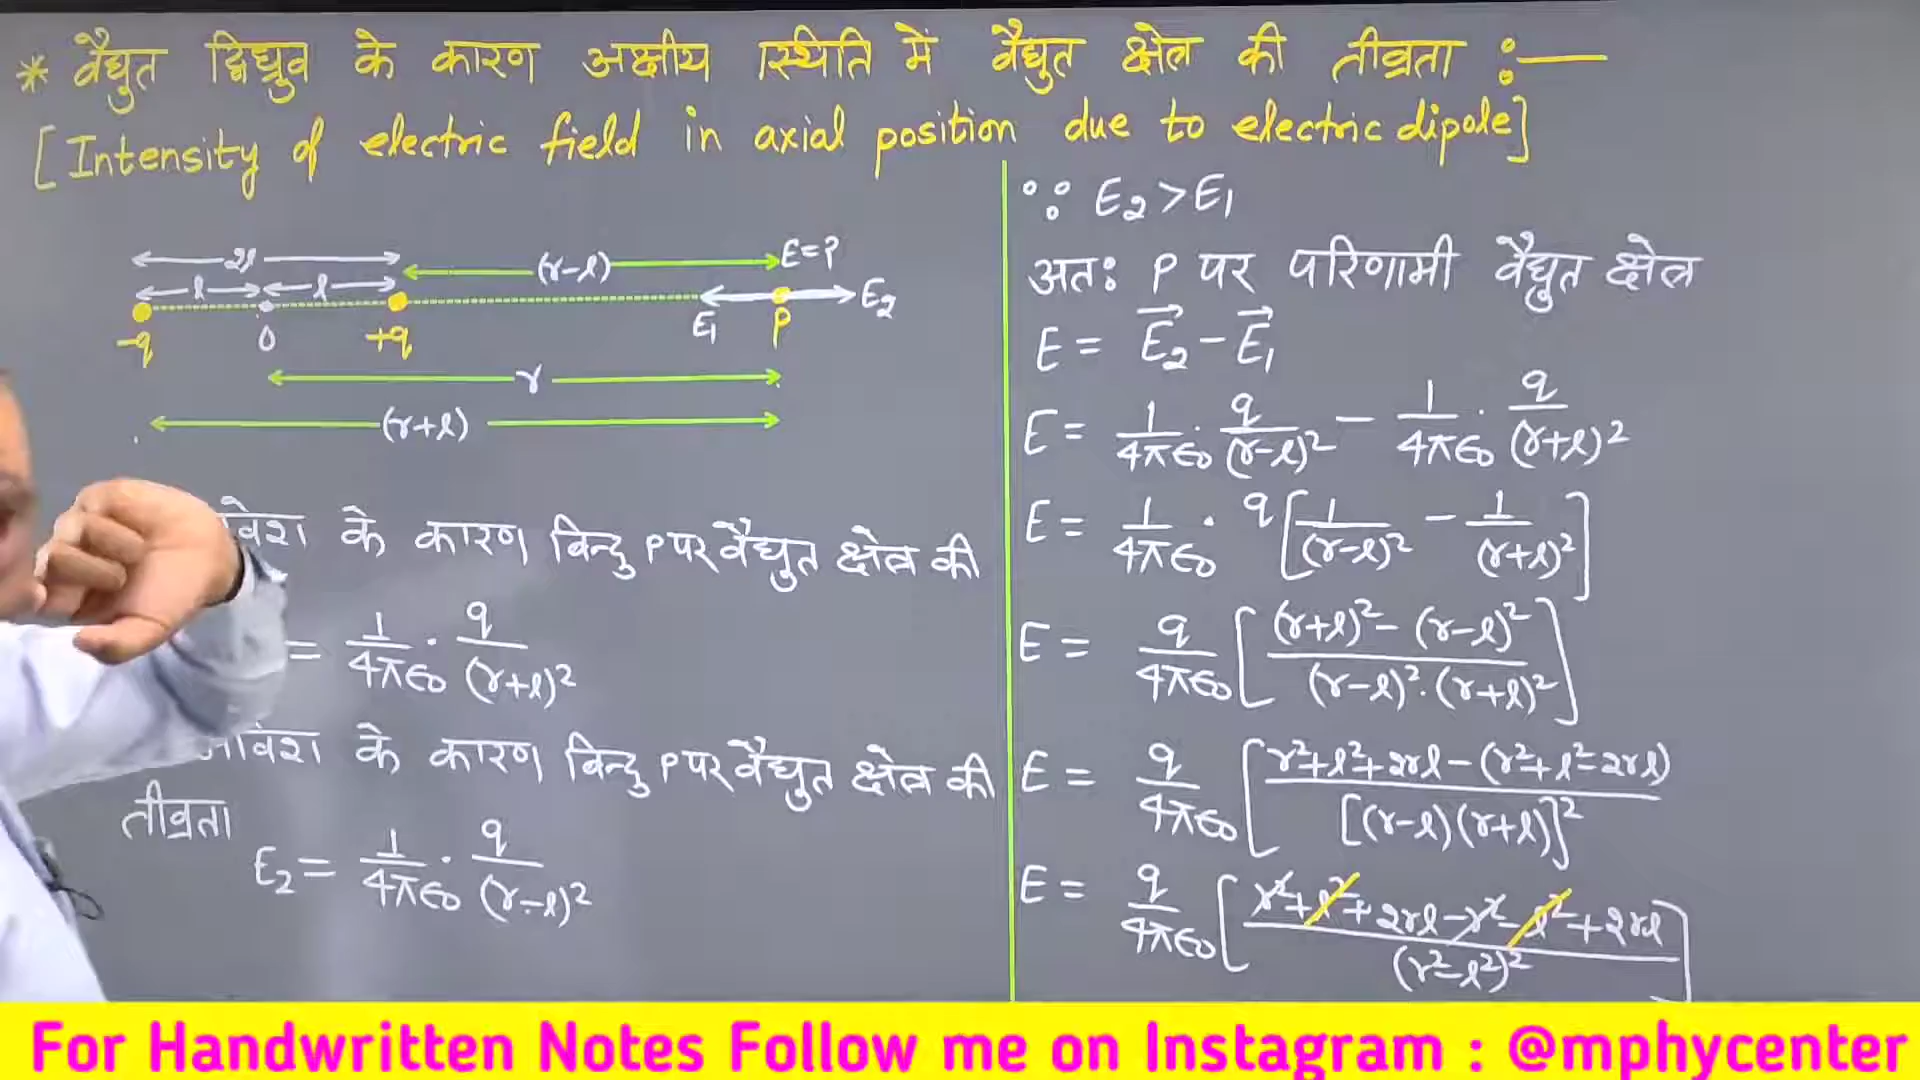 * वैद्युत द्विध्रुव के कारण अक्षीय स्थिति में वैद्युत क्षेत्र की तीव्रता :—
[Intensity of electric field in axial position due to electric dipole]
2l
l l (r-l) E=?
-q O +q E₁ P E₂
r
(r+l)
के कारण बिन्दु P पर वैद्युत क्षेत्र की
= 1/4πϵ₀ · q/(r+l)²
आवेश के कारण बिन्दु P पर वैद्युत क्षेत्र की
तीव्रता
E₂ = 1/4πϵ₀ · q/(r-l)²
∵ E₂ > E₁
अतः P पर परिणामी वैद्युत क्षेत्र
E = E⃗₂ - E⃗₁
E = 1/4πϵ₀ · q/(r-l)² - 1/4πϵ₀ · q/(r+l)²
E = 1/4πϵ₀ · q[1/(r-l)² - 1/(r+l)²]
E = q/4πϵ₀ [(r+l)² - (r-l)² / (r-l)² · (r+l)²]
E = q/4πϵ₀ [r²+l²+2rl-(r²+l²-2rl) / [(r-l)(r+l)]²]
E = q/4πϵ₀ [r²+l²+2rl-r²-l²+2rl / (r²-l²)²]
For Handwritten Notes Follow me on Instagram : @mphycenter